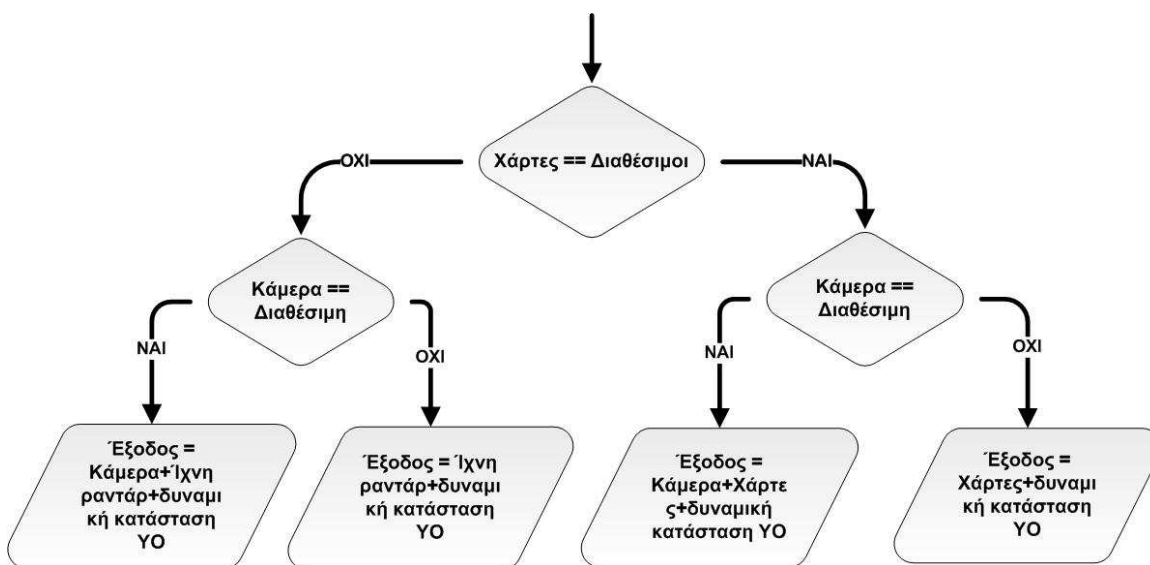 Χάρτες == Διαθέσιμοι
ΟΧΙ
ΝΑΙ
Κάμερα ==
Διαθέσιμη
Κάμερα ==
Διαθέσιμη
ΝΑΙ
ΟΧΙ
ΝΑΙ
ΟΧΙ
Έξοδος =
Κάμερα+Ίχνη
ραντάρ+δυναμι
κή κατάσταση
ΥΟ
Έξοδος = Ίχνη
ραντάρ+δυναμι
κή κατάσταση
ΥΟ
Έξοδος =
Κάμερα+Χάρτε
ς+δυναμική
κατάσταση ΥΟ
Έξοδος =
Χάρτες+δυναμι
κή κατάσταση
ΥΟ